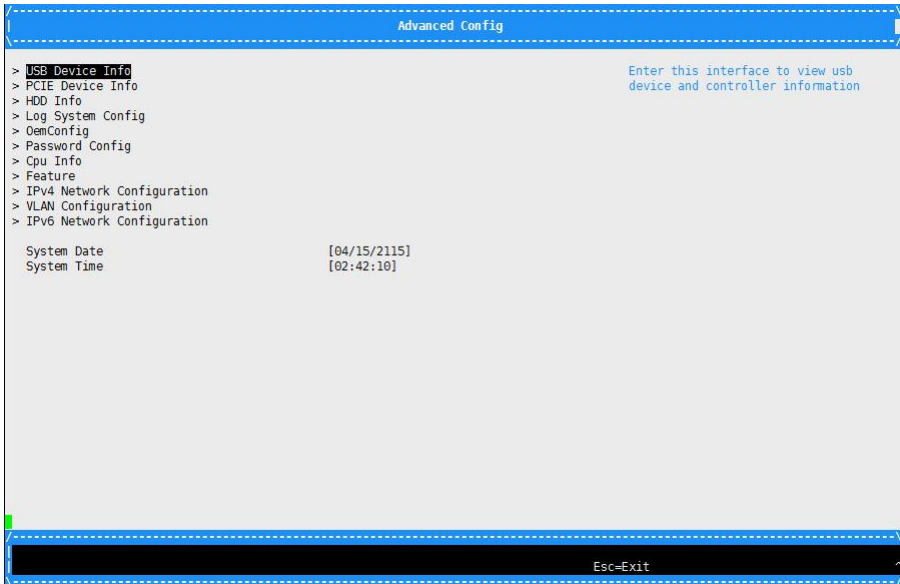 Advanced Config
> USB Device Info
Enter this interface to view usb
> PCIE Device Info
device and controller information
> HDD Info
> Log System Config
> OemConfig
> Password Config
> Cpu Info
> Feature
> IPv4 Network Configuration
> VLAN Configuration
> IPv6 Network Configuration
System Date [04/15/2115]
System Time [02:42:10]
Esc=Exit